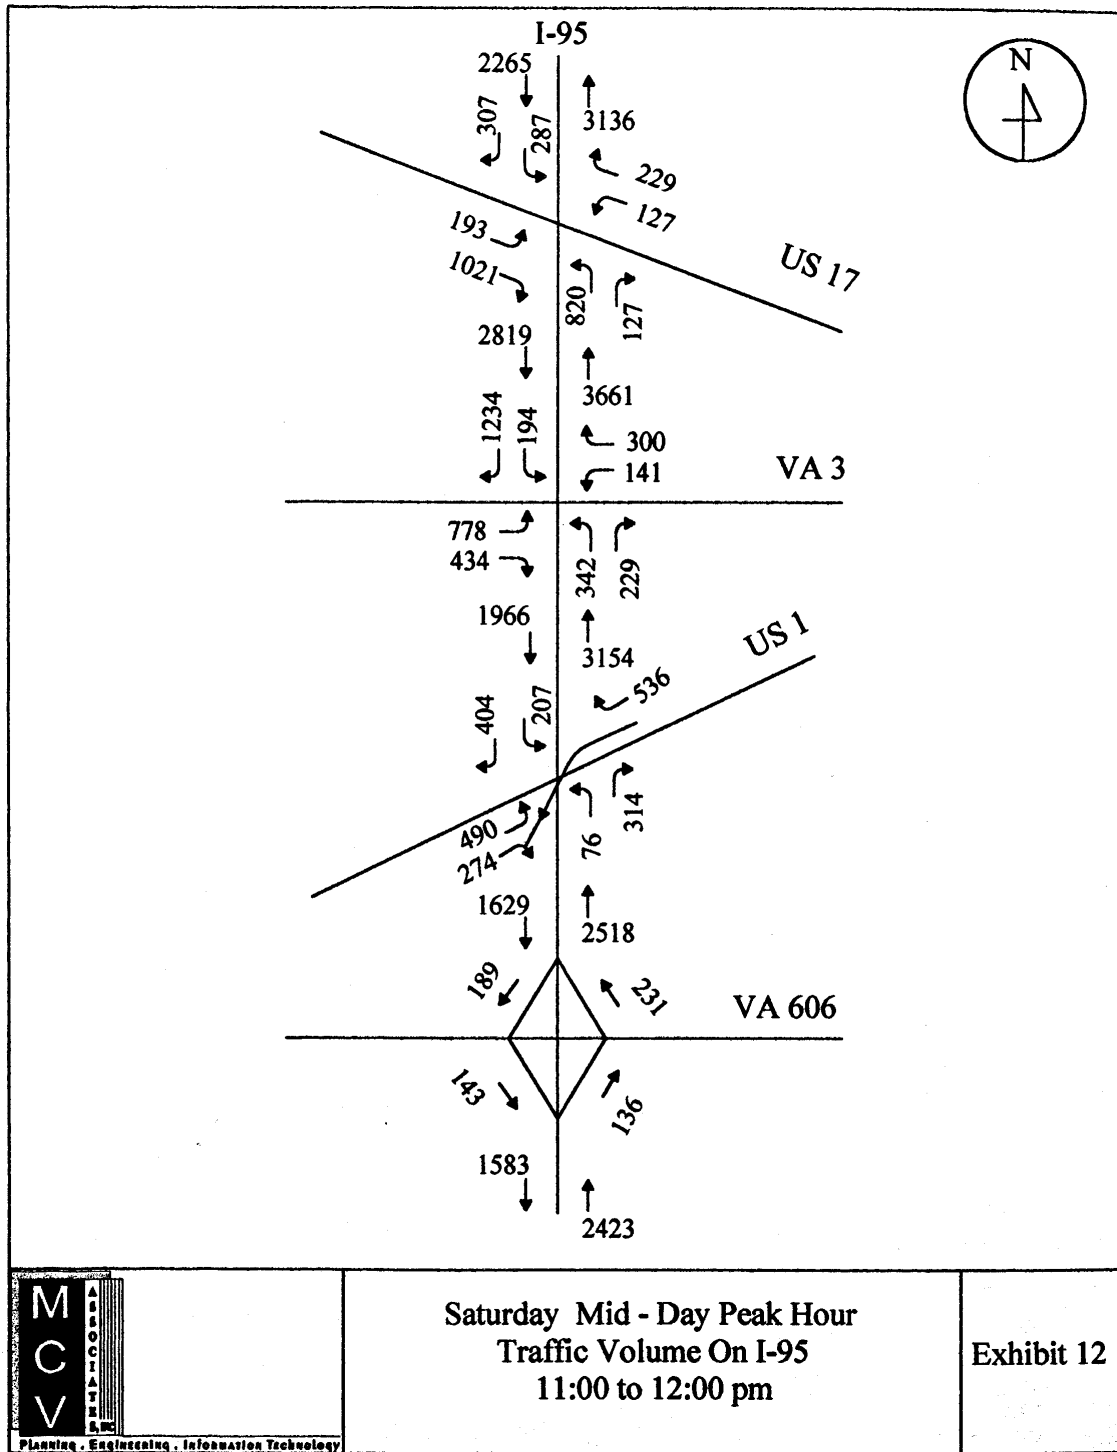 I-95
N
2265
3136
307
287
229
127
193
1021
US 17
820
127
2819
3661
1234
194
300
141
VA 3
778
434
342
229
1966
3154
US 1
536
404
207
490
274
76
314
1629
2518
189
231
VA 606
143
136
1583
2423
MCV
ASSOCIATES, INC
Planning . Engineering . Information Technology
Saturday Mid - Day Peak Hour
Traffic Volume On I-95
11:00 to 12:00 pm
Exhibit 12